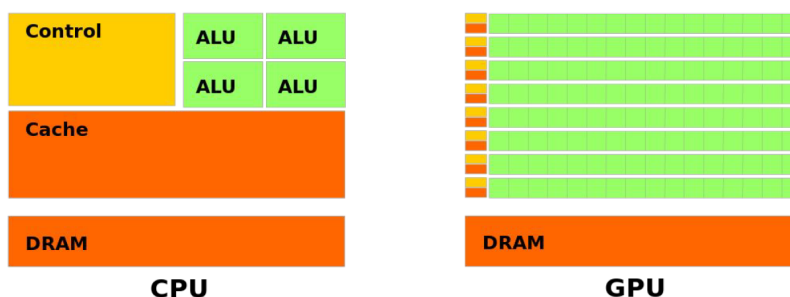 Control
ALU ALU
ALU ALU
Cache
DRAM
DRAM
CPU
GPU